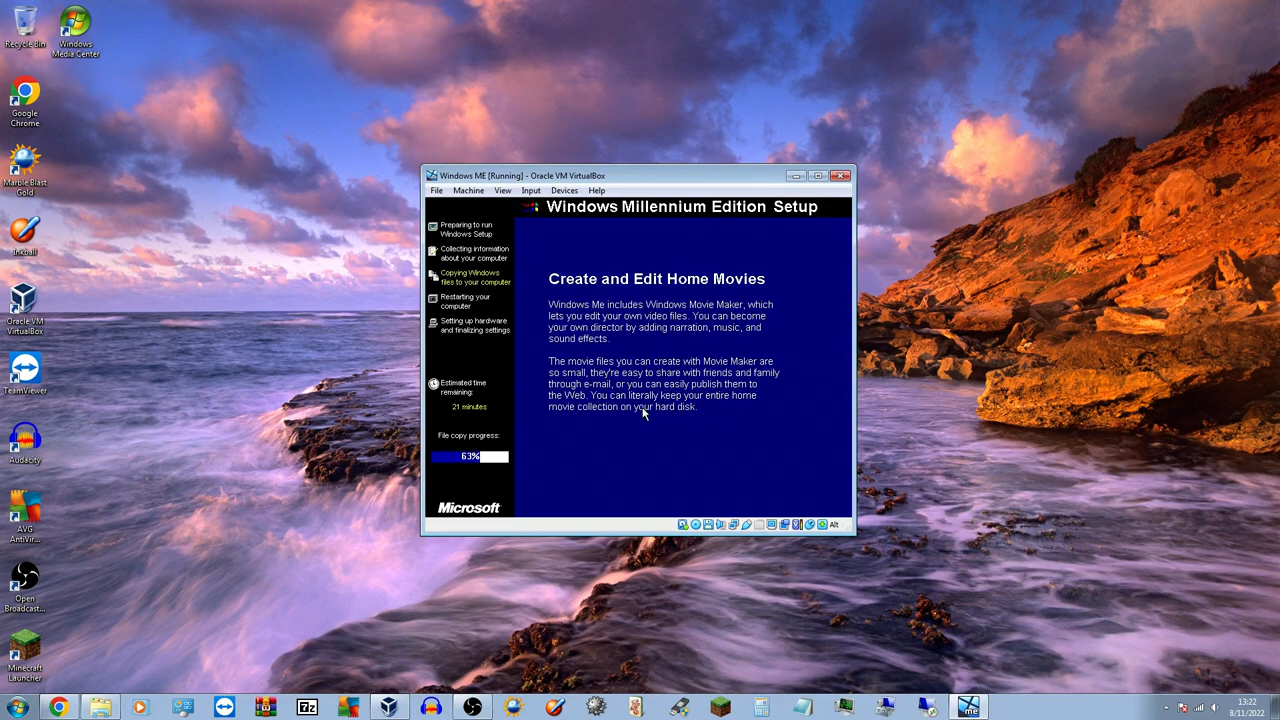 Recycle Bin
Windows
Media Center
Google
Chrome
Marble Blast
Gold
Inkball
Oracle VM
VirtualBox
TeamViewer
Audacity
AVG
AntiVir...
Open
Broadcast...
Minecraft
Launcher
Windows ME [Running] - Oracle VM VirtualBox
File Machine View Input Devices Help
Windows Millennium Edition Setup
Preparing to run
Windows Setup
Collecting information
about your computer
Copying Windows
files to your computer
Restarting your
computer
Setting up hardware
and finalizing settings
Estimated time
remaining:
21 minutes
File copy progress:
63%
Microsoft
Create and Edit Home Movies
Windows Me includes Windows Movie Maker, which
lets you edit your own video files. You can become
your own director by adding narration, music, and
sound effects.
The movie files you can create with Movie Maker are
so small, they're easy to share with friends and family
through e-mail, or you can easily publish them to
the Web. You can literally keep your entire home
movie collection on your hard disk.
Alt
7z
me
13:22
8/11/2022